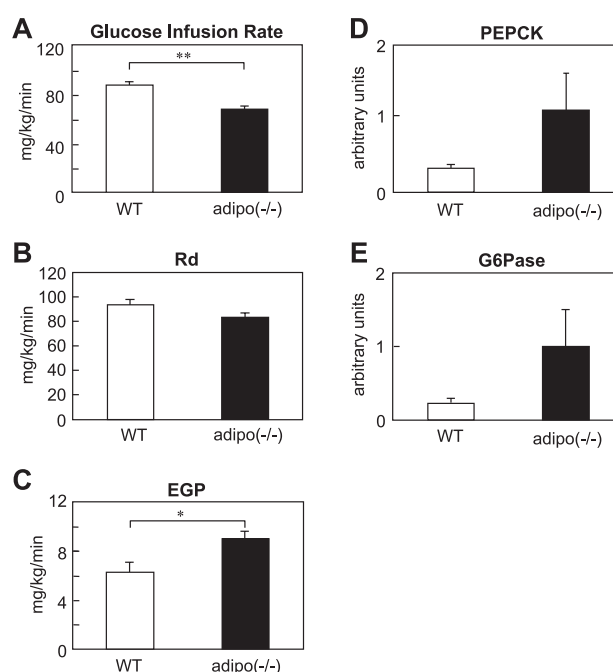 A
Glucose Infusion Rate
120
80
40
0
mg/kg/min
**
WT
adipo(-/-)
B
Rd
120
100
80
60
40
20
0
mg/kg/min
WT
adipo(-/-)
C
EGP
12
8
4
0
mg/kg/min
*
WT
adipo(-/-)
D
PEPCK
2
1
0
arbitrary units
WT
adipo(-/-)
E
G6Pase
2
1
0
arbitrary units
WT
adipo(-/-)